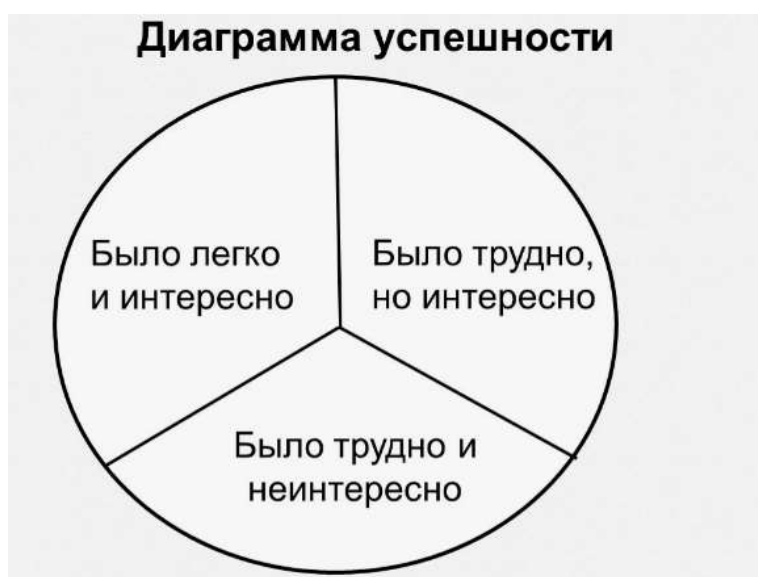 Диаграмма успешности
Было легко
и интересно
Было трудно,
но интересно
Было трудно и
неинтересно